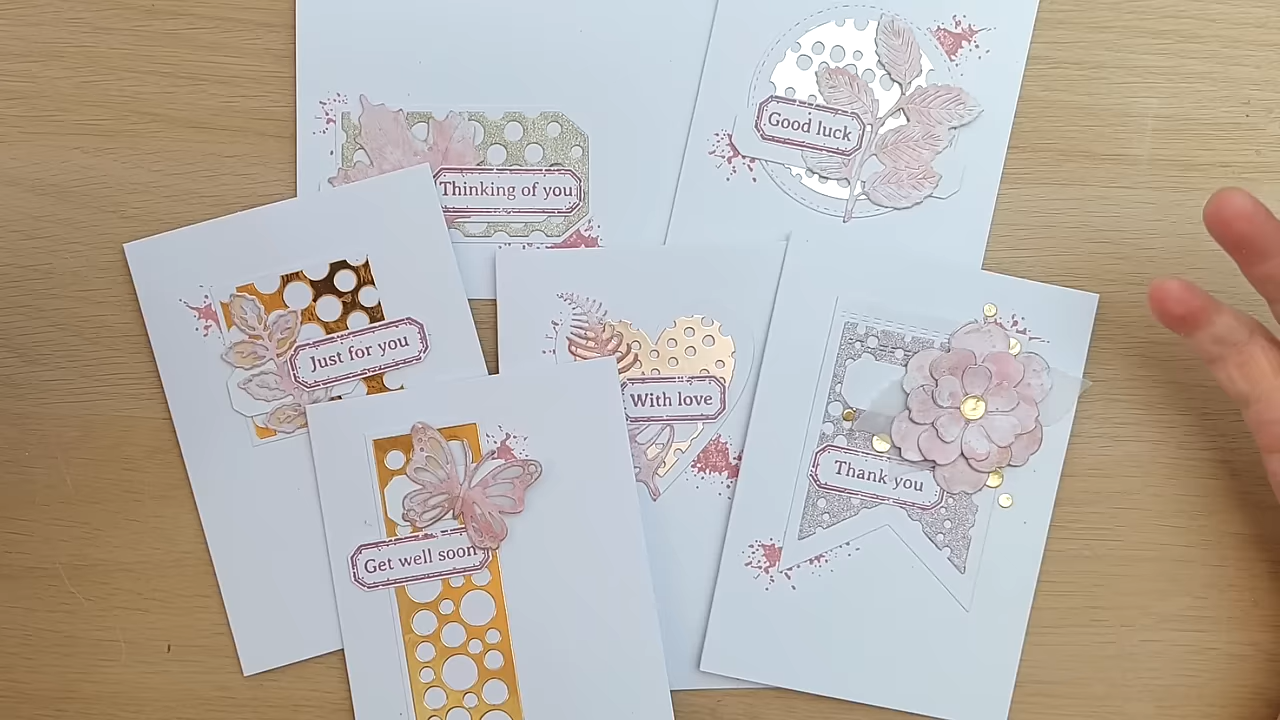 Good luck
Thinking of you
Just for you
With love
Thank you
Get well soon